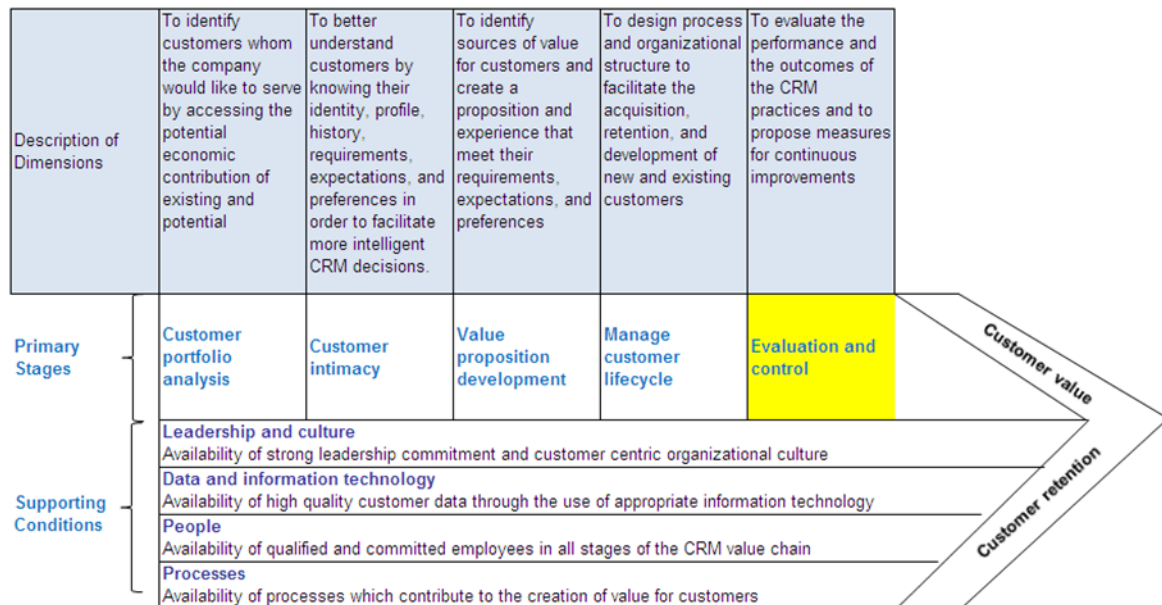 Description of
Dimensions
To identify
customers whom
the company
would like to serve
by accessing the
potential
economic
contribution of
existing and
potential
To better
understand
customers by
knowing their
identity, profile,
history,
requirements,
expectations, and
preferences in
order to facilitate
more intelligent
CRM decisions.
To identify
sources of value
for customers and
create a
proposition and
experience that
meet their
requirements,
expectations, and
preferences
To design process
and organizational
structure to
facilitate the
acquisition,
retention, and
development of
new and existing
customers
To evaluate the
performance and
the outcomes of
the CRM
practices and to
propose measures
for continuous
improvements
Primary
Stages
Customer
portfolio
analysis
Customer
intimacy
Value
proposition
development
Manage
customer
lifecycle
Evaluation and
control
Customer value
Supporting
Conditions
Leadership and culture
Availability of strong leadership commitment and customer centric organizational culture
Data and information technology
Availability of high quality customer data through the use of appropriate information technology
People
Availability of qualified and committed employees in all stages of the CRM value chain
Processes
Availability of processes which contribute to the creation of value for customers
Customer retention